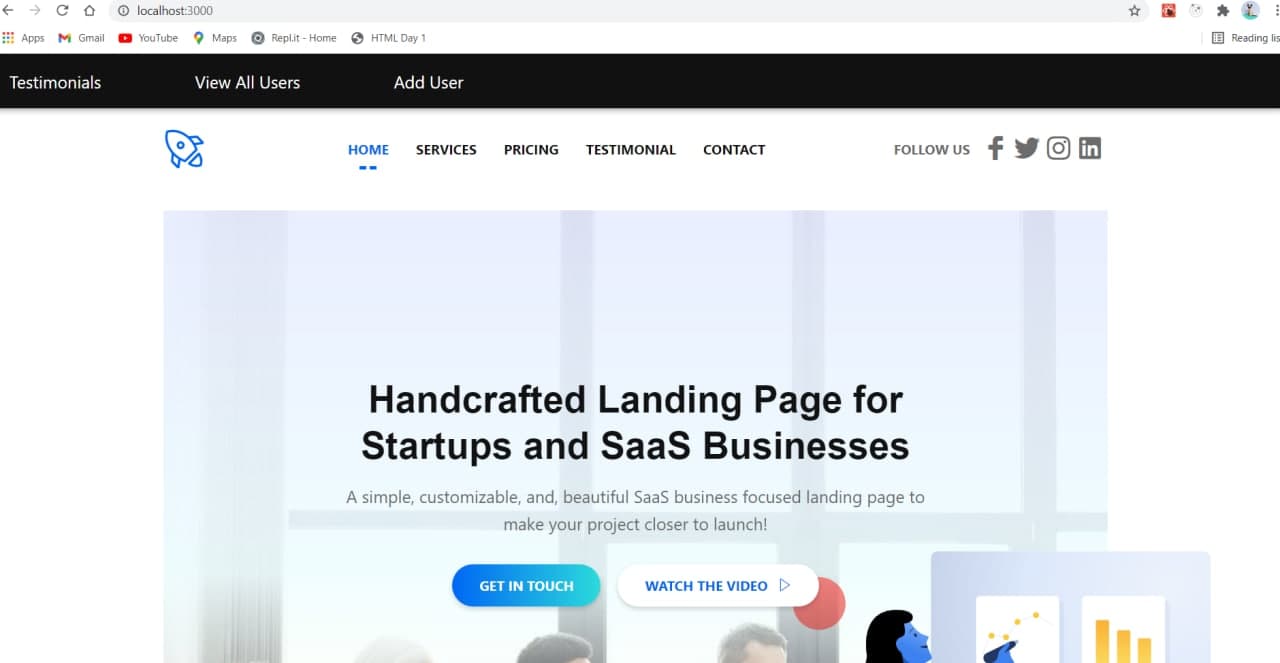 localhost:3000
Apps Gmail YouTube Maps Repl.it - Home HTML Day 1 Reading lis
Testimonials View All Users Add User
HOME SERVICES PRICING TESTIMONIAL CONTACT FOLLOW US
Handcrafted Landing Page for
Startups and SaaS Businesses
A simple, customizable, and, beautiful SaaS business focused landing page to
make your project closer to launch!
GET IN TOUCH WATCH THE VIDEO